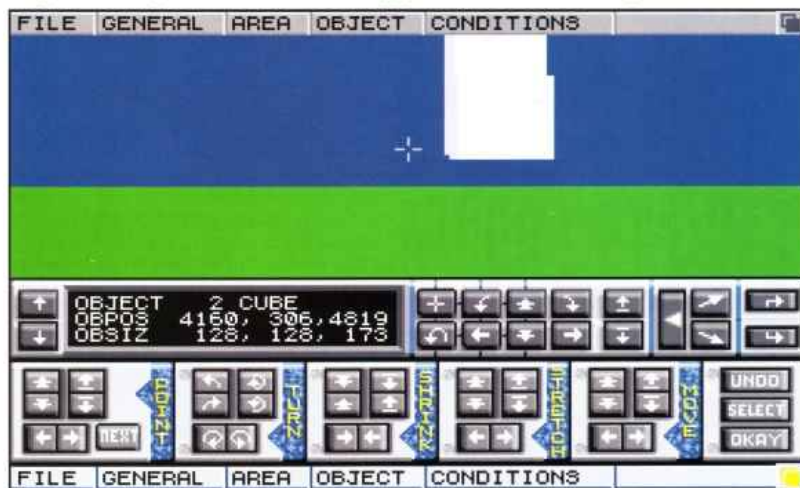 FILE GENERAL AREA OBJECT CONDITIONS
OBJECT 2 CUBE
OBPOS 4160, 306,4819
OBSIZ 128, 128, 173
POINT TURN SHRINK STRETCH MOVE
UNDO
SELECT
NEXT OKAY
FILE GENERAL AREA OBJECT CONDITIONS